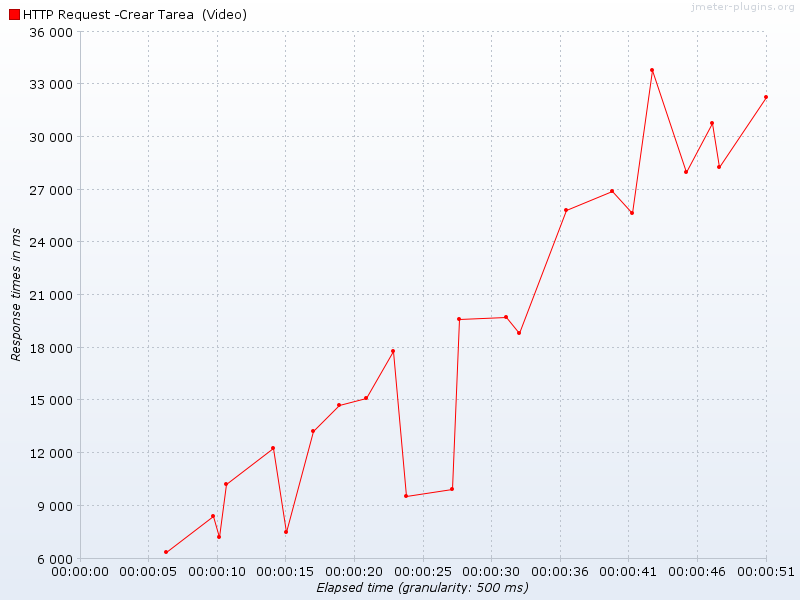 jmeter-plugins.org
HTTP Request -Crear Tarea  (Video)
36 000
33 000
30 000
27 000
24 000
21 000
18 000
15 000
12 000
9 000
6 000
Response times in ms
00:00:00 00:00:05 00:00:10 00:00:15 00:00:20 00:00:25 00:00:30 00:00:36 00:00:41 00:00:46 00:00:51
Elapsed time (granularity: 500 ms)